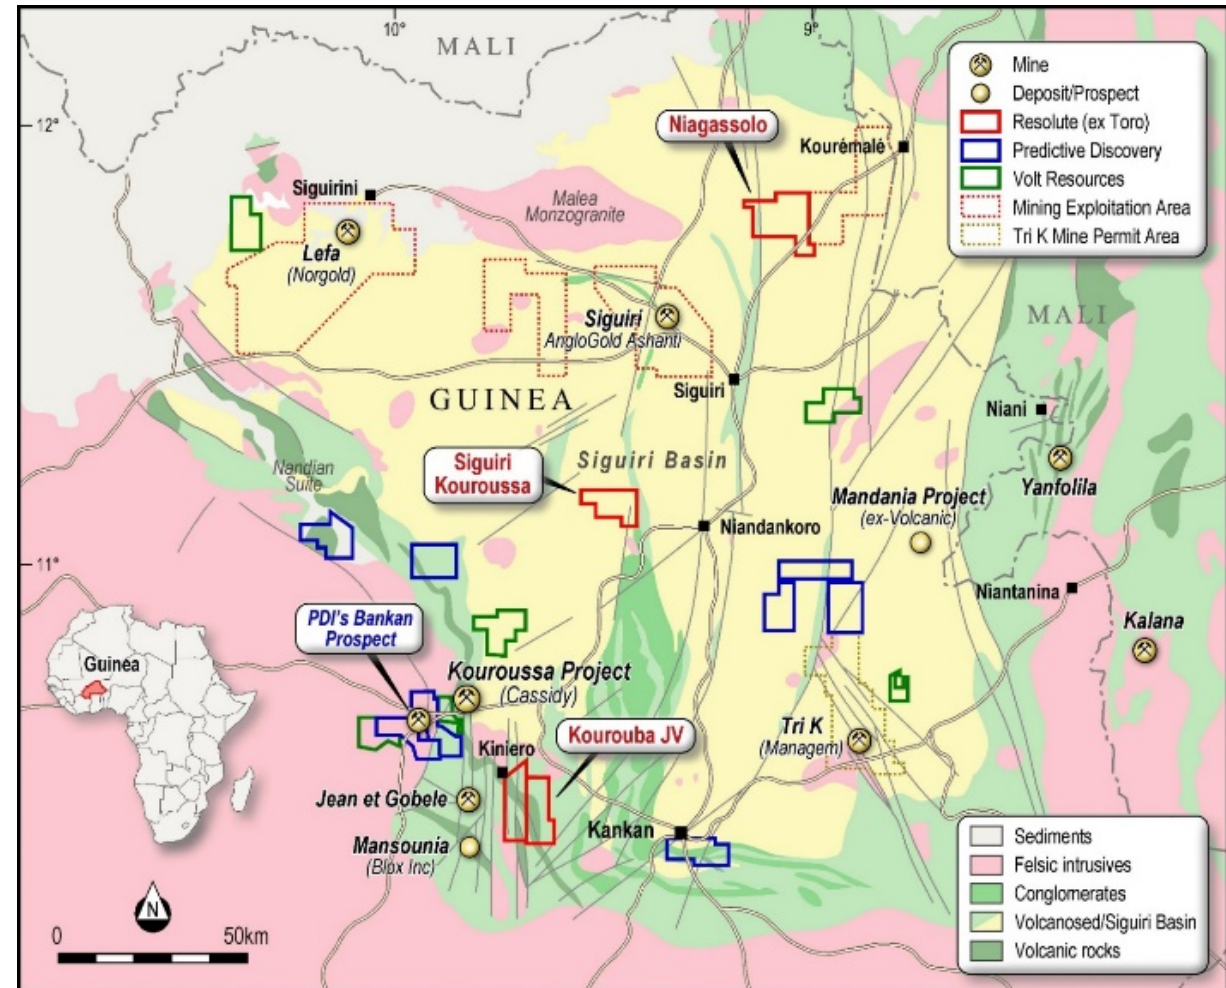 10°
9°
MALI
Mine
Deposit/Prospect
Resolute (ex Toro)
Predictive Discovery
Volt Resources
Mining Exploitation Area
Tri K Mine Permit Area
12°
Niagassolo
Kourémalé
Siguirini
Malea
Monzogranite
Lefa
(Norgold)
Siguiri
AngloGold Ashanti
MALI
Siguiri
GUINEA
Niani
Nandian
Suite
Siguiri
Kouroussa
Siguiri Basin
Yanfolila
Mandania Project
(ex-Volcanic)
Niandankoro
11°
Niantanina
Kalana
PDI's Bankan
Prospect
Guinea
Kouroussa Project
(Cassidy)
Tri K
(Managem)
Kourouba JV
Kiniero
Jean et Gobele
Kankan
Mansounia
(Blox Inc)
Sediments
Felsic intrusives
Conglomerates
Volcanosed/Siguiri Basin
Volcanic rocks
N
0
50km